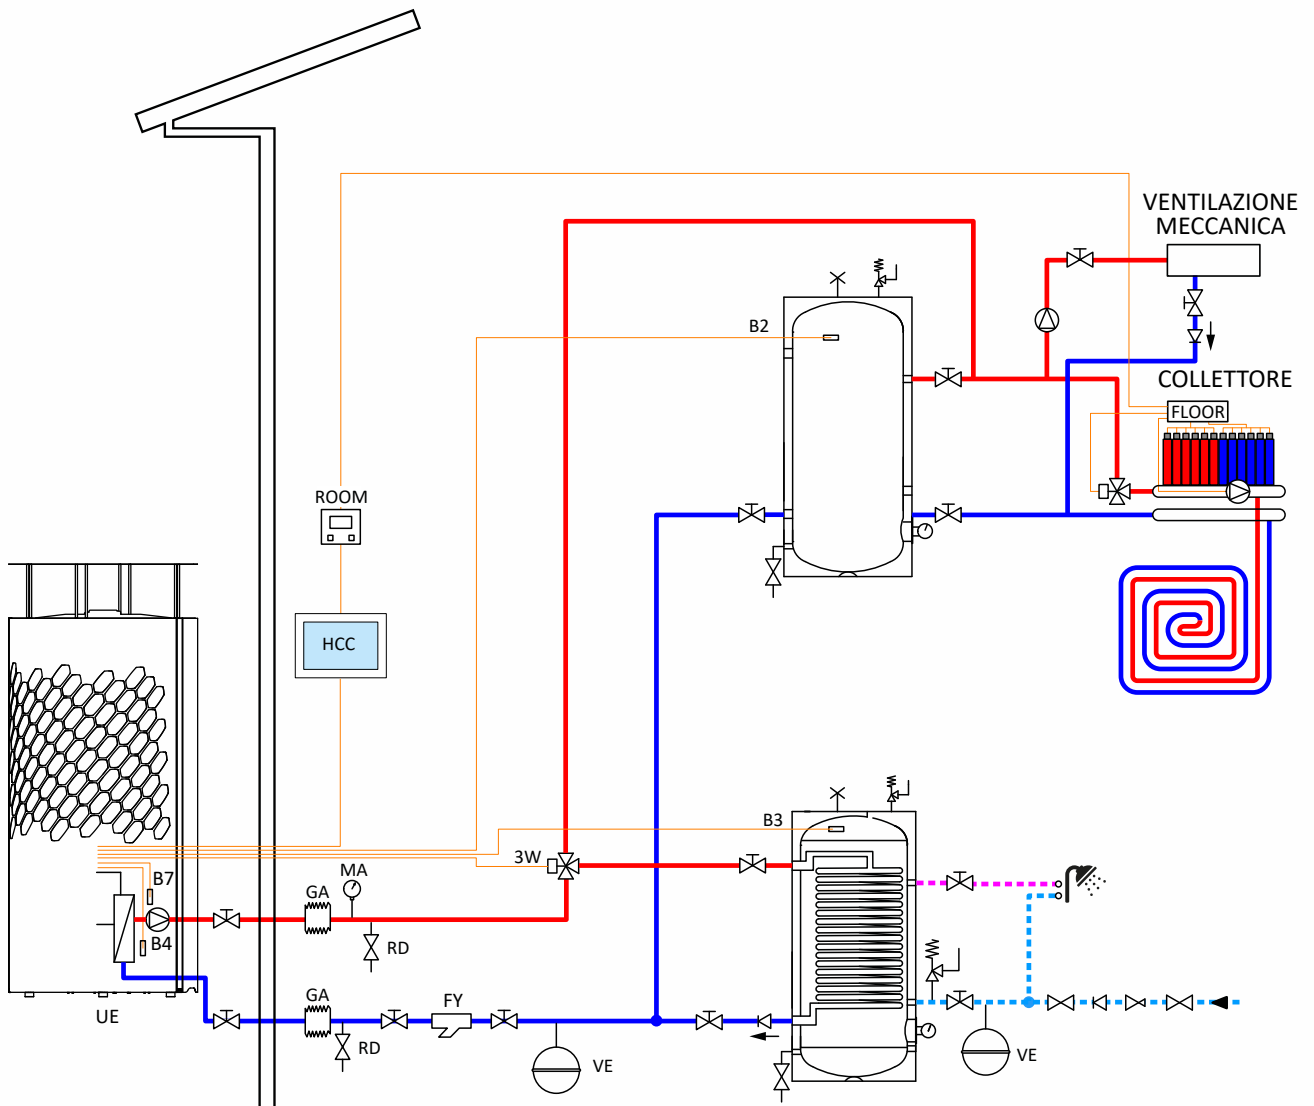 VENTILAZIONE
MECCANICA
B2
COLLETTORE
FLOOR
ROOM
HCC
B3
3W
MA
B7
GA
B4
RD
GA
FY
UE
RD
VE
VE